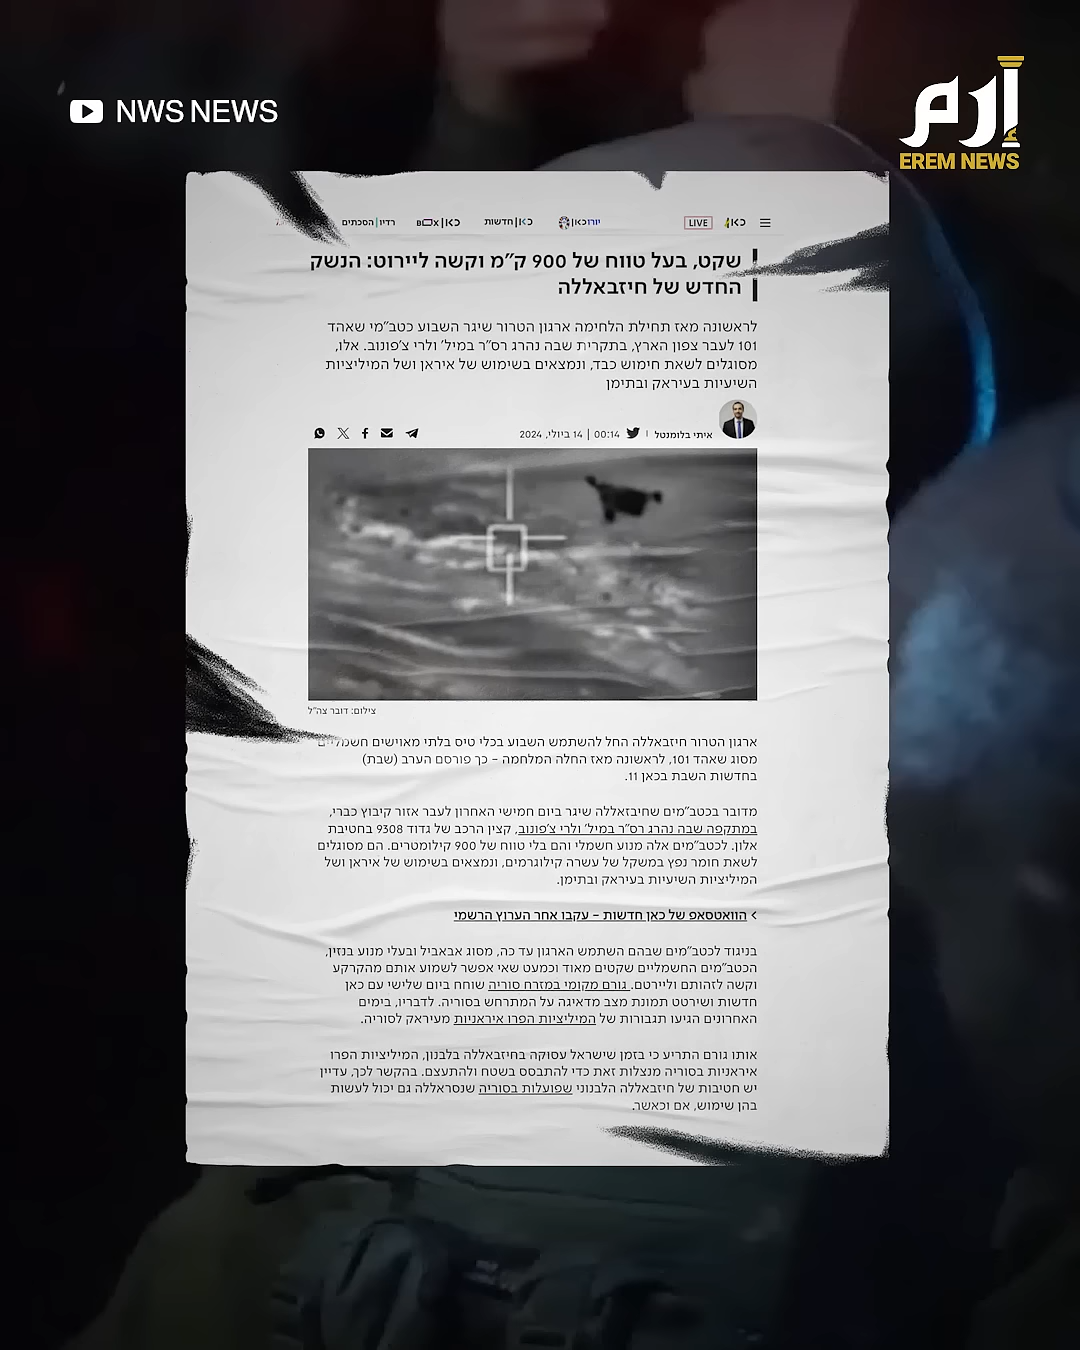 NWS NEWS
إرم
EREM NEWS
כאן LIVE יורוכאן כאן|חדשות כאן|BOX רדיו|הסכתים
שקט, בעל טווח של 900 ק"מ וקשה ליירוט: הנשק
החדש של חיזבאללה
לראשונה מאז תחילת הלחימה ארגון הטרור שיגר השבוע כטב"מי שאהד
101 לעבר צפון הארץ, בתקרית שבה נהרג רס"ר במיל' ולרי צ'פונוב. אלו,
מסוגלים לשאת חימוש כבד, ונמצאים בשימוש של איראן ושל המיליציות
השיעיות בעיראק ובתימן
איתי בלומנטל | 00:14 | 14 ביולי, 2024
צילום: דובר צה"ל
ארגון הטרור חיזבאללה החל להשתמש השבוע בכלי טיס בלתי מאוישים חשמליים
מסוג שאהד 101, לראשונה מאז החלה המלחמה - כך פורסם הערב (שבת)
בחדשות השבת בכאן 11.
מדובר בכטב"מים שחיבזאללה שיגר ביום חמישי האחרון לעבר אזור קיבוץ כברי,
במתקפה שבה נהרג רס"ר במיל' ולרי צ'פונוב, קצין הרכב של גדוד 9308 בחטיבת
אלון. לכטב"מים אלה מנוע חשמלי והם בלי טווח של 900 קילומטרים. הם מסוגלים
לשאת חומר נפץ במשקל של עשרה קילוגרמים, ונמצאים בשימוש של איראן ושל
המיליציות השיעיות בעיראק ובתימן.
> הוואטסאפ של כאן חדשות - עקבו אחר הערוץ הרשמי
בניגוד לכטב"מים שבהם השתמש הארגון עד כה, מסוג אבאביל ובעלי מנוע בנזין,
הכטב"מים החשמליים שקטים מאוד וכמעט שאי אפשר לשמוע אותם מהקרקע
וקשה לזהותם וליירטם. גורם מקומי במזרח סוריה שוחח ביום שלישי עם כאן
חדשות ושירטט תמונת מצב מדאיגה על המתרחש בסוריה. לדבריו, בימים
האחרונים הגיעו תגבורות של המיליציות הפרו איראניות מעיראק לסוריה.
אותו גורם התריע כי בזמן שישראל עסוקה בחיזבאללה בלבנון, המיליציות הפרו
איראניות בסוריה מנצלות זאת כדי להתבסס בשטח ולהתעצם. בהקשר לכך, עדיין
יש חטיבות של חיזבאללה הלבנוני שפועלות בסוריה שנסראללה גם יכול לעשות
בהן שימוש, אם וכאשר.